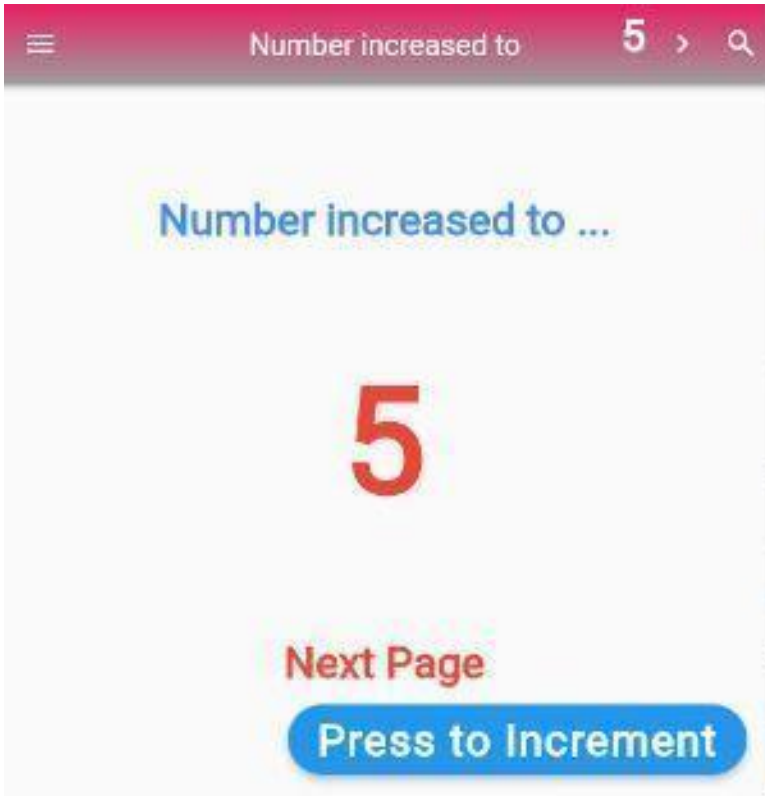 Number increased to 5
Number increased to ...
5
Next Page
Press to Increment